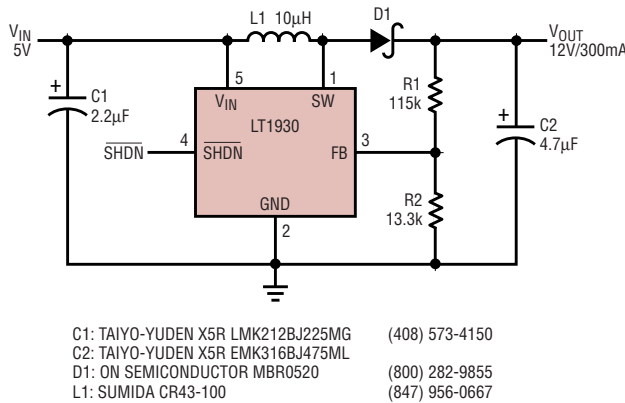 L1 10µH
D1
VIN
5V
VOUT
12V/300mA
+
C1
2.2µF
5
1
VIN
SW
LT1930
R1
115k
+
C2
4.7µF
SHDN
4
SHDN
FB
3
R2
13.3k
GND
2
C1: TAIYO-YUDEN X5R LMK212BJ225MG (408) 573-4150
C2: TAIYO-YUDEN X5R EMK316BJ475ML
D1: ON SEMICONDUCTOR MBR0520 (800) 282-9855
L1: SUMIDA CR43-100 (847) 956-0667